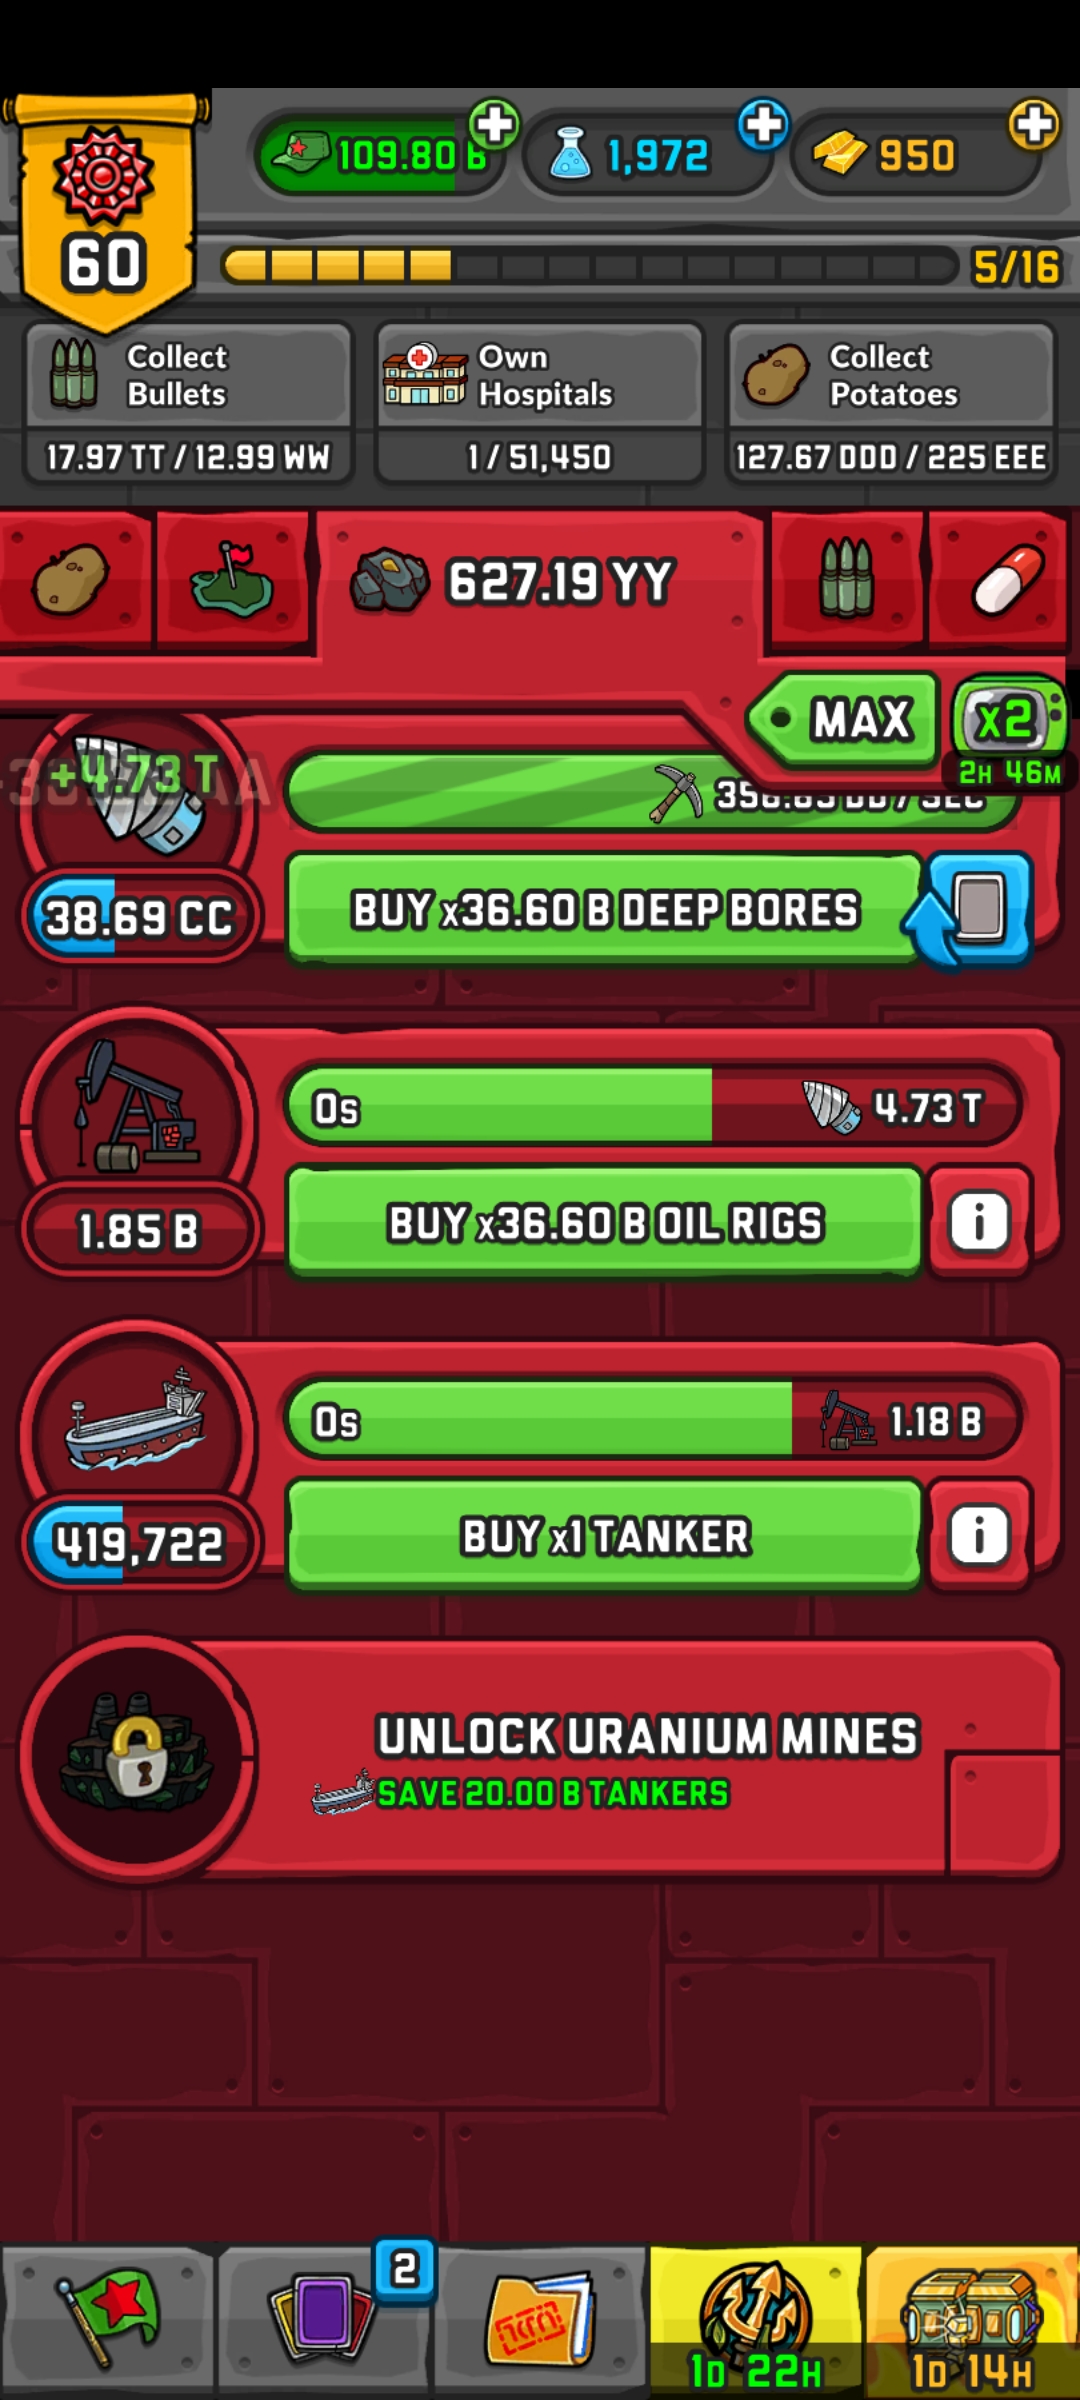 109.80 B
1,972
950
60
5/16
Collect
Bullets
17.97 TT / 12.99 WW
Own
Hospitals
1 / 51,450
Collect
Potatoes
127.67 DDD / 225 EEE
627.19 YY
MAX
x2
2H 46M
+4.73 T
/ SEC
38.69 CC
BUY x36.60 B DEEP BORES
0s
4.73 T
1.85 B
BUY x36.60 B OIL RIGS
i
0s
1.18 B
419,722
BUY x1 TANKER
i
UNLOCK URANIUM MINES
SAVE 20.00 B TANKERS
2
1D 22H
1D 14H